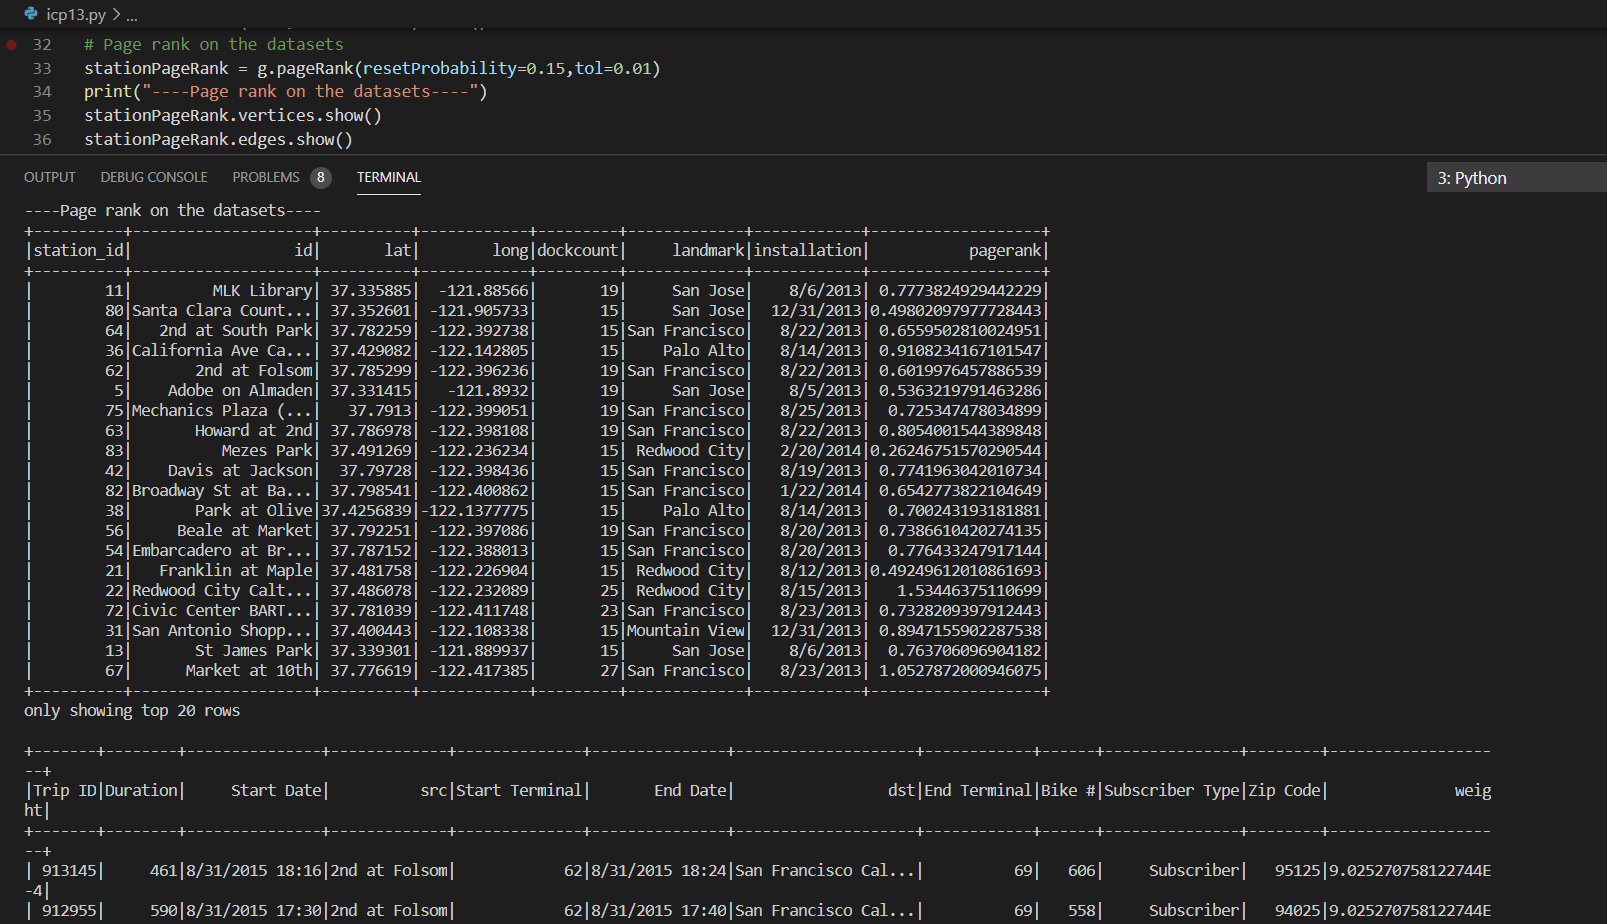 icp13.py > ...
32 # Page rank on the datasets
33 stationPageRank = g.pageRank(resetProbability=0.15,tol=0.01)
34 print("----Page rank on the datasets----")
35 stationPageRank.vertices.show()
36 stationPageRank.edges.show()
OUTPUT DEBUG CONSOLE PROBLEMS 8 TERMINAL 3: Python
----Page rank on the datasets----
+----------+--------------------+----------+------------+---------+-------------+------------+-------------------+
|station_id|                  id|       lat|        long|dockcount|     landmark|installation|           pagerank|
+----------+--------------------+----------+------------+---------+-------------+------------+-------------------+
|        11|         MLK Library| 37.335885|  -121.88566|       19|     San Jose|    8/6/2013| 0.7773824929442229|
|        80|Santa Clara Count...| 37.352601| -121.905733|       15|     San Jose|  12/31/2013|0.49802097977728443|
|        64|   2nd at South Park| 37.782259| -122.392738|       15|San Francisco|   8/22/2013| 0.6559502810024951|
|        36|California Ave Ca...| 37.429082| -122.142805|       15|    Palo Alto|   8/14/2013| 0.9108234167101547|
|        62|       2nd at Folsom| 37.785299| -122.396236|       19|San Francisco|   8/22/2013| 0.6019976457886539|
|         5|    Adobe on Almaden| 37.331415|   -121.8932|       19|     San Jose|    8/5/2013| 0.5363219791463286|
|        75|Mechanics Plaza (...|   37.7913| -122.399051|       19|San Francisco|   8/25/2013|  0.725347478034899|
|        63|       Howard at 2nd| 37.786978| -122.398108|       19|San Francisco|   8/22/2013| 0.8054001544389848|
|        83|          Mezes Park| 37.491269| -122.236234|       15| Redwood City|   2/20/2014|0.26246751570290544|
|        42|    Davis at Jackson|  37.79728| -122.398436|       15|San Francisco|   8/19/2013| 0.7741963042010734|
|        82|Broadway St at Ba...| 37.798541| -122.400862|       15|San Francisco|   1/22/2014| 0.6542773822104649|
|        38|       Park at Olive|37.4256839|-122.1377775|       15|    Palo Alto|   8/14/2013|  0.700243193181881|
|        56|     Beale at Market| 37.792251| -122.397086|       19|San Francisco|   8/20/2013| 0.7386610420274135|
|        54|Embarcadero at Br...| 37.787152| -122.388013|       15|San Francisco|   8/20/2013|  0.776433247917144|
|        21|   Franklin at Maple| 37.481758| -122.226904|       15| Redwood City|   8/12/2013|0.49249612010861693|
|        22|Redwood City Calt...| 37.486078| -122.232089|       25| Redwood City|   8/15/2013|   1.53446375110699|
|        72|Civic Center BART...| 37.781039| -122.411748|       23|San Francisco|   8/23/2013| 0.7328209397912443|
|        31|San Antonio Shopp...| 37.400443| -122.108338|       15|Mountain View|  12/31/2013| 0.8947155902287538|
|        13|       St James Park| 37.339301| -121.889937|       15|     San Jose|    8/6/2013|  0.763706096904182|
|        67|      Market at 10th| 37.776619| -122.417385|       27|San Francisco|   8/23/2013| 1.0527872000946075|
+----------+--------------------+----------+------------+---------+-------------+------------+-------------------+
only showing top 20 rows
+-------+--------+---------------+-------------+--------------+---------------+--------------------+------------+------+---------------+--------+------------------
--+
|Trip ID|Duration|     Start Date|          src|Start Terminal|       End Date|                 dst|End Terminal|Bike #|Subscriber Type|Zip Code|              weig
ht|
+-------+--------+---------------+-------------+--------------+---------------+--------------------+------------+------+---------------+--------+------------------
--+
| 913145|     461|8/31/2015 18:16|2nd at Folsom|            62|8/31/2015 18:24|San Francisco Cal...|          69|   606|     Subscriber|   95125|9.025270758122744E
-4|
| 912955|     590|8/31/2015 17:30|2nd at Folsom|            62|8/31/2015 17:40|San Francisco Cal...|          69|   558|     Subscriber|   94025|9.025270758122744E